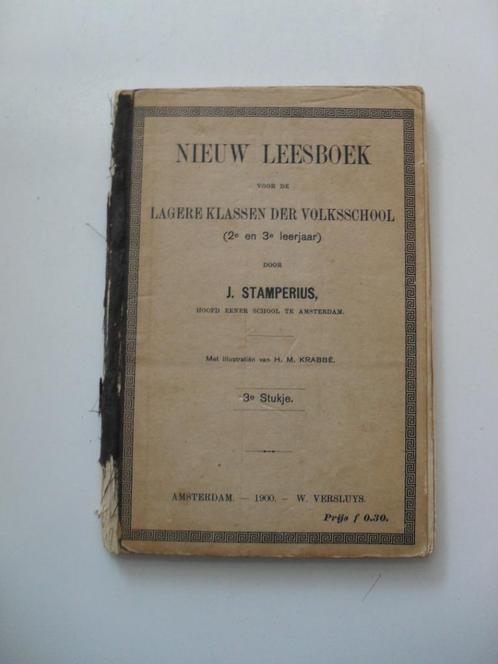 NIEUW LEESBOEK
VOOR DE
LAGERE KLASSEN DER VOLKSSCHOOL
(2e en 3e leerjaar)
DOOR
J. STAMPERIUS,
HOOFD EENER SCHOOL TE AMSTERDAM.
Met Illustratiën van H. M. KRABBÉ.
3e Stukje.
AMSTERDAM. — 1900. — W. VERSLUYS.
Prijs f 0.30.